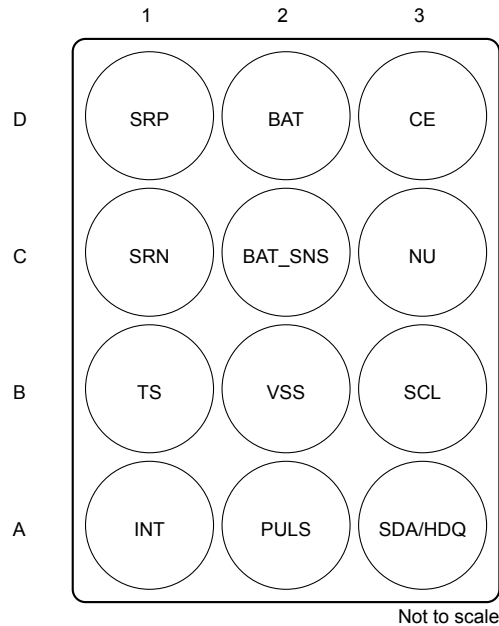 1 2 3
D SRP BAT CE
C SRN BAT_SNS NU
B TS VSS SCL
A INT PULS SDA/HDQ
Not to scale